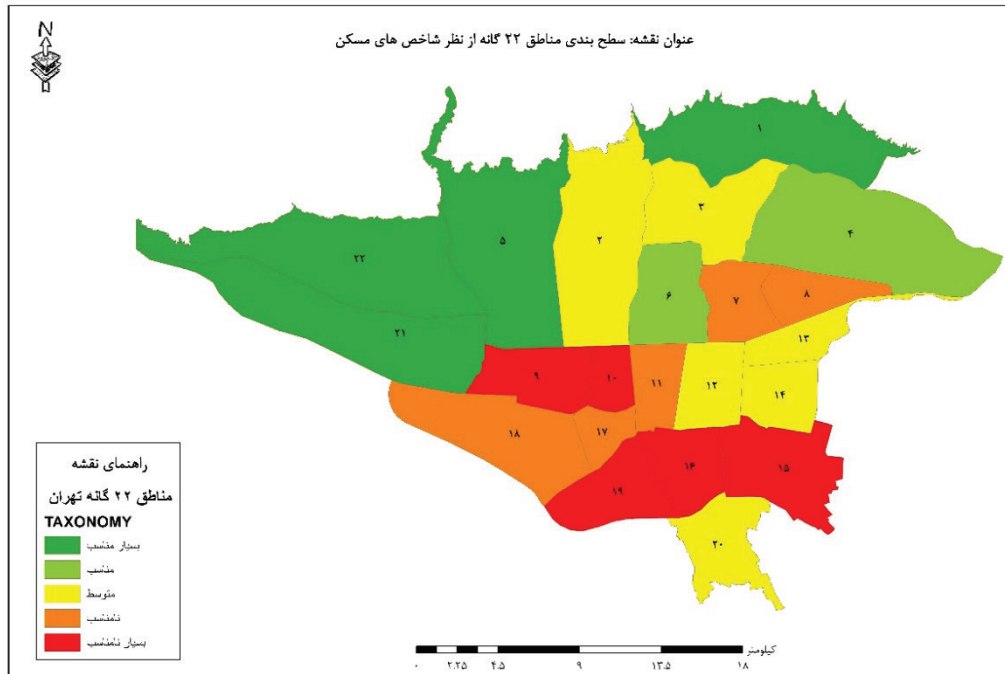 N
عنوان نقشه: سطح بندی مناطق ۲۲ گانه از نظر شاخص های مسکن
۱
۳
۴
۵
۲
۲۲
۶
۷
۸
۲۱
۱۳
۹
۱۰
۱۱
۱۲
۱۴
۱۸
۱۷
۱۹
۱۶
۱۵
۲۰
راهنمای نقشه
مناطق ۲۲ گانه تهران
TAXONOMY
بسیار مناسب
مناسب
متوسط
نامناسب
بسیار نامناسب
کیلومتر
۰ ۲.۲۵ ۴.۵ ۹ ۱۳.۵ ۱۸